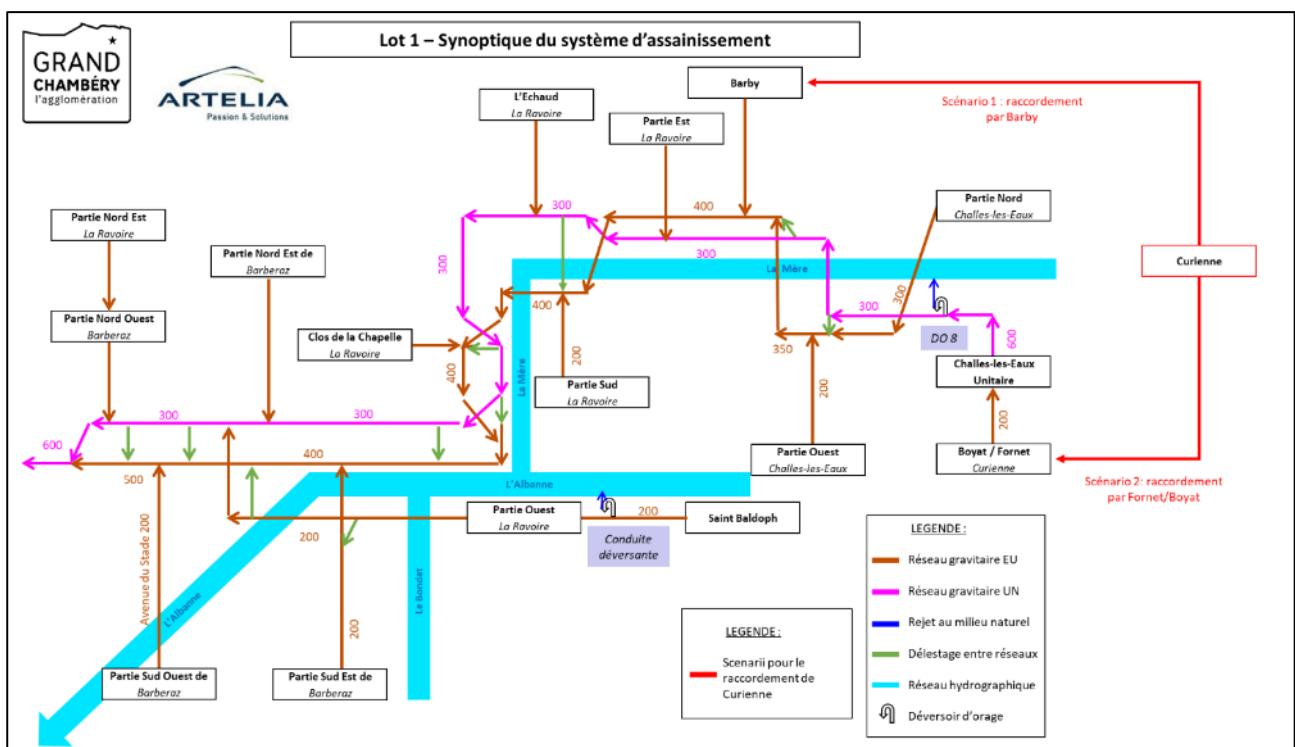 Lot 1 – Synoptique du système d'assainissement
GRAND
CHAMBÉRY
l'agglomération
ARTELIA
Passion & Solutions
L'Echaud
La Ravoire
Barby
Scénario 1 : raccordement
par Barby
Partie Est
La Ravoire
Partie Nord
Challes-les-Eaux
Partie Nord Est
La Ravoire
Partie Nord Est de
Barberaz
300
400
300
300
La Mère
Curienne
Partie Nord Ouest
Barberaz
400
300
300
Clos de la Chapelle
La Ravoire
400
200
La Mère
350
DO 8
600
Challes-les-Eaux
Unitaire
Partie Sud
La Ravoire
200
200
300
300
600
400
500
Partie Ouest
Challes-les-Eaux
Boyat / Fornet
Curienne
Scénario 2: raccordement
par Fornet/Boyat
L'Albanne
Partie Ouest
La Ravoire
200
Saint Baldoph
200
Conduite
déversante
Avenue du Stade 200
L'Albanne
200
Le Bondat
Partie Sud Ouest de
Barberaz
Partie Sud Est de
Barberaz
LEGENDE :
Scenarii pour le
raccordement de
Curienne
LEGENDE :
Réseau gravitaire EU
Réseau gravitaire UN
Rejet au milieu naturel
Délestage entre réseaux
Réseau hydrographique
Déversoir d'orage